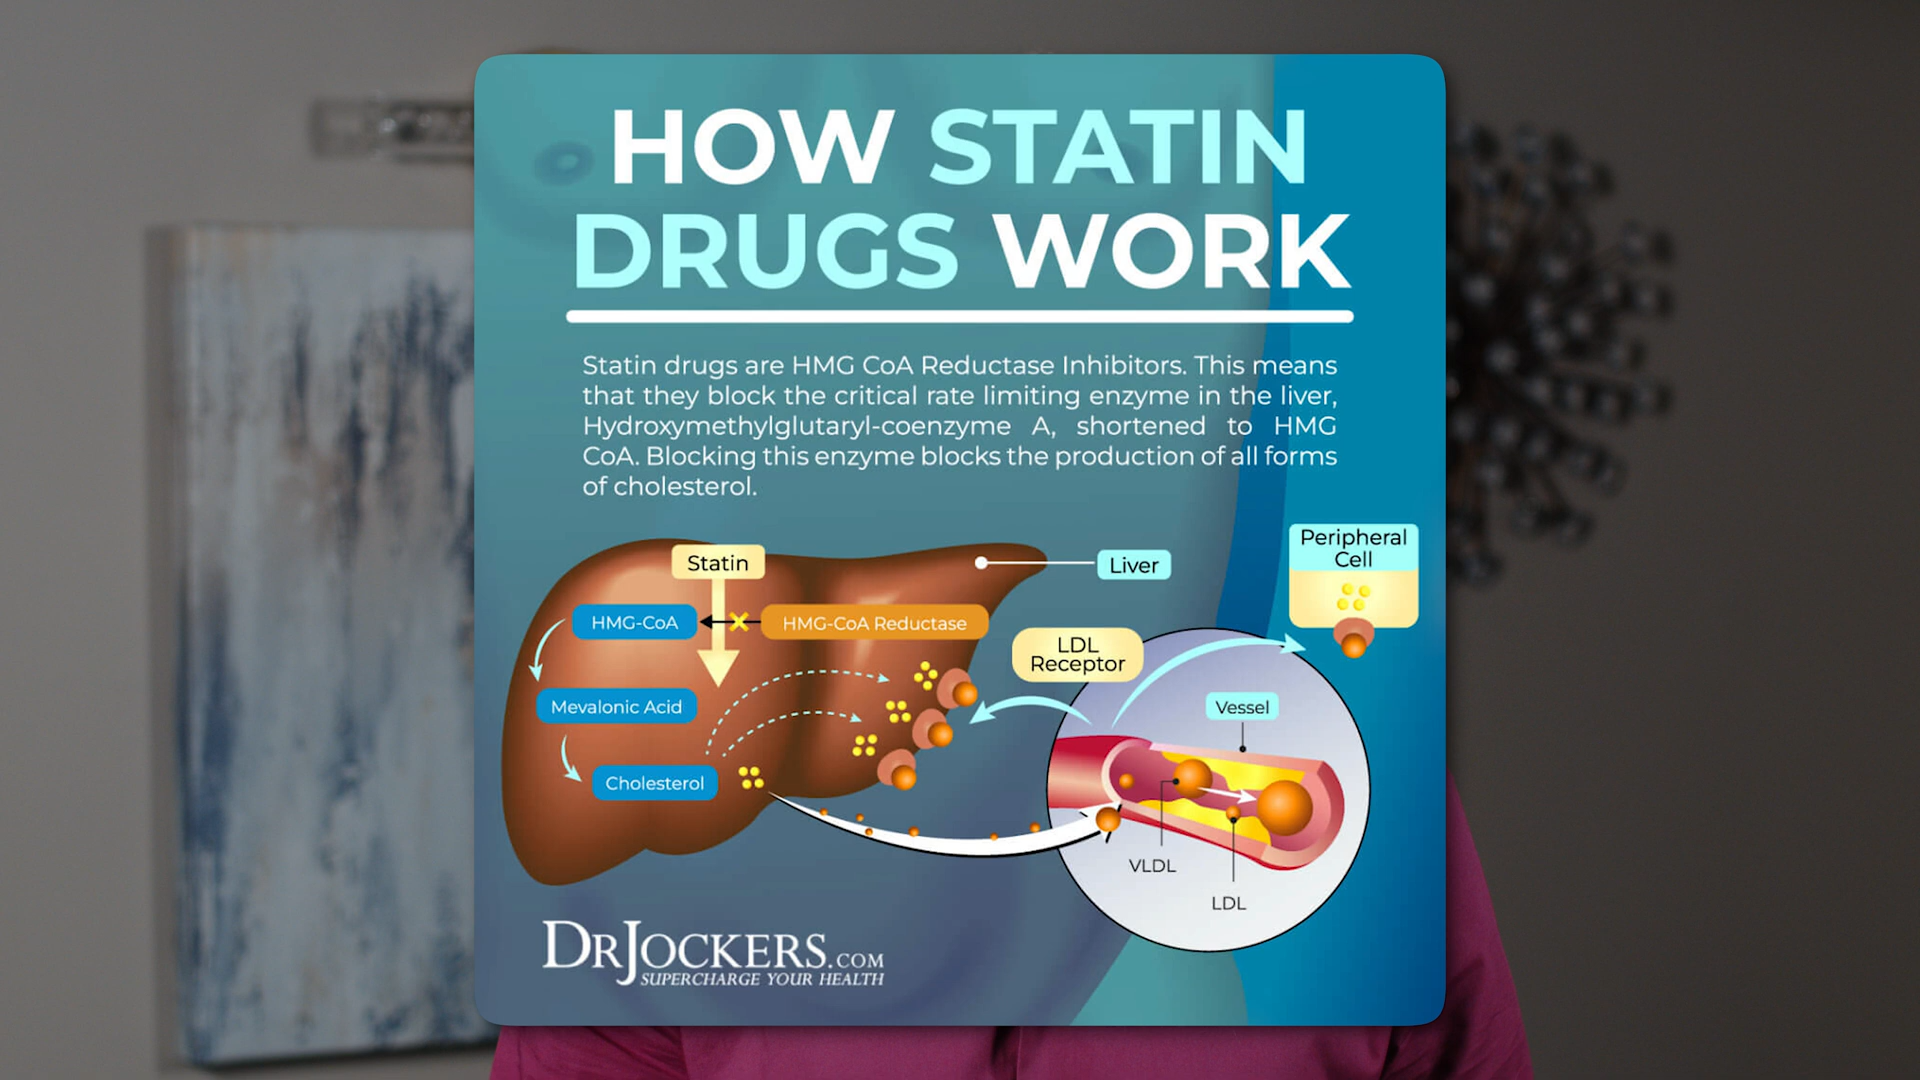 HOW STATIN
DRUGS WORK
Statin drugs are HMG CoA Reductase Inhibitors. This means
that they block the critical rate limiting enzyme in the liver,
Hydroxymethylglutaryl-coenzyme A, shortened to HMG
CoA. Blocking this enzyme blocks the production of all forms
of cholesterol.
Peripheral
Cell
Statin
Liver
HMG-CoA
HMG-CoA Reductase
LDL
Receptor
Mevalonic Acid
Vessel
Cholesterol
VLDL
LDL
DRJOCKERS.COM
SUPERCHARGE YOUR HEALTH